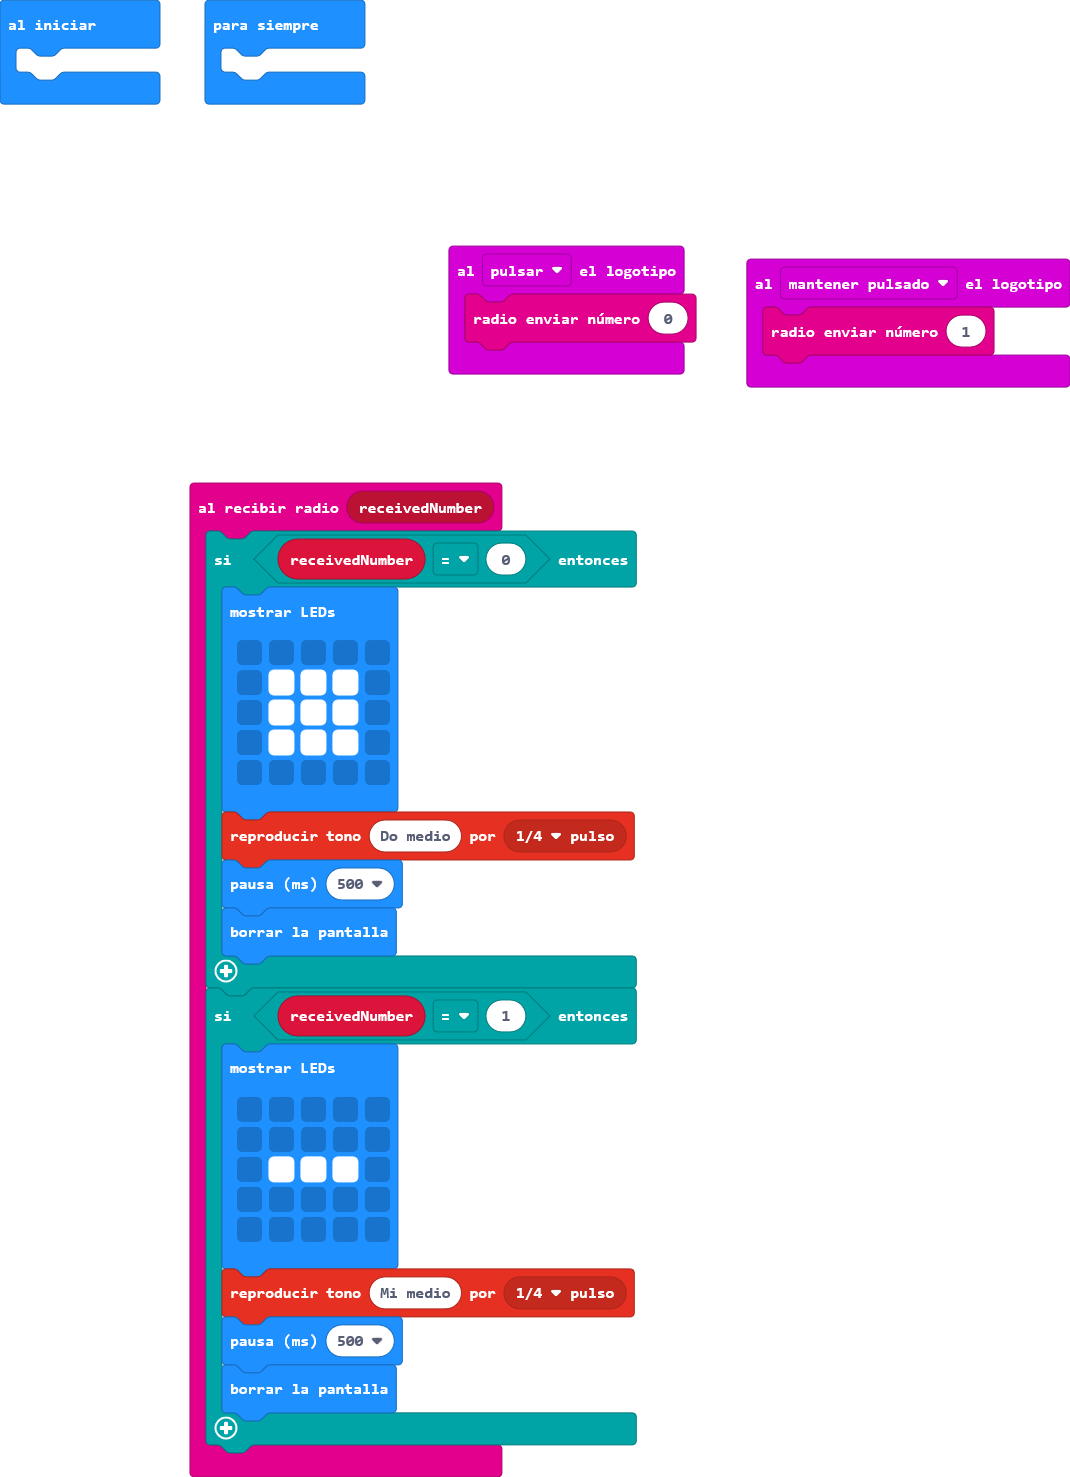 al iniciar
para siempre
al pulsar el logotipo
radio enviar número 0
al mantener pulsado el logotipo
radio enviar número 1
al recibir radio receivedNumber
si receivedNumber = 0 entonces
mostrar LEDs
reproducir tono Do medio por 1/4 pulso
pausa (ms) 500
borrar la pantalla
si receivedNumber = 1 entonces
mostrar LEDs
reproducir tono Mi medio por 1/4 pulso
pausa (ms) 500
borrar la pantalla